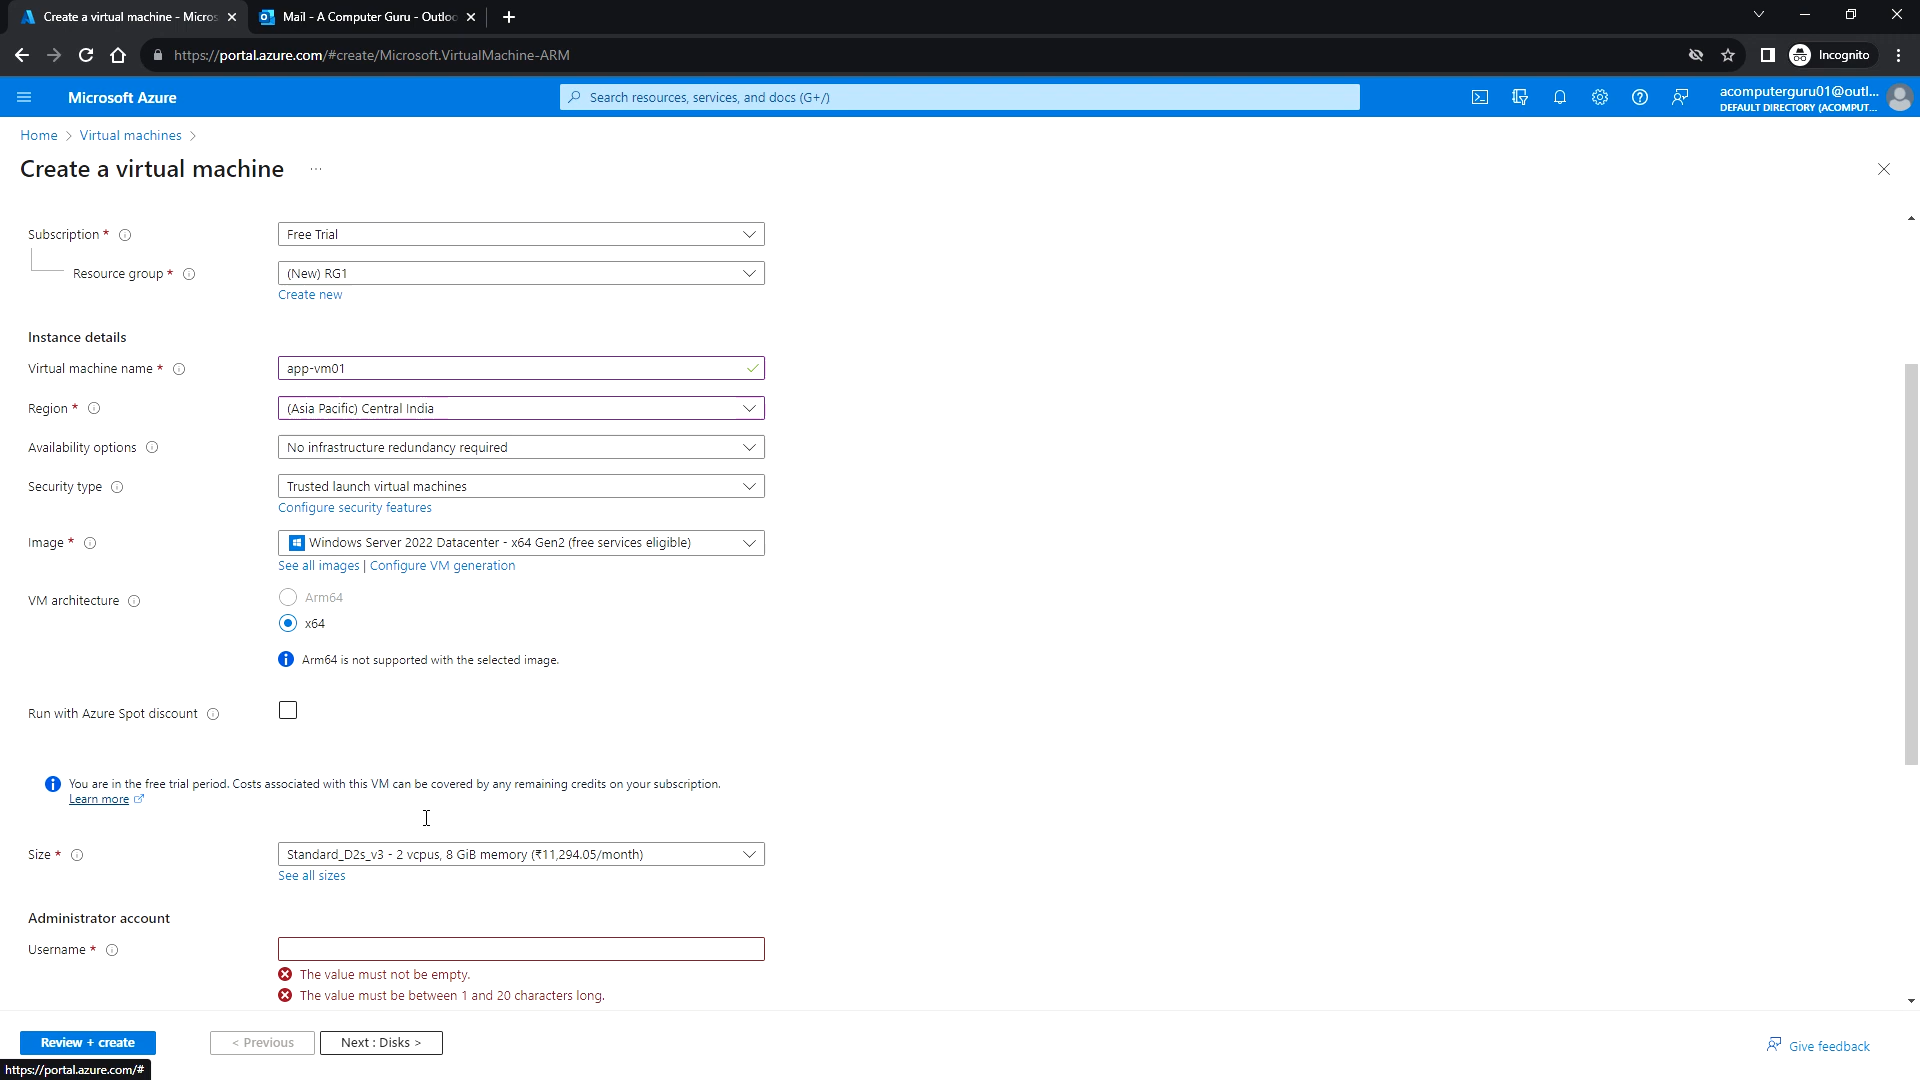 Create a virtual machine - Micros
Mail - A Computer Guru - Outloo
https://portal.azure.com/#create/Microsoft.VirtualMachine-ARM
Incognito
Microsoft Azure
Search resources, services, and docs (G+/)
acomputerguru01@outl...
DEFAULT DIRECTORY (ACOMPUT...
Home > Virtual machines >
Create a virtual machine ...
Subscription * Free Trial
Resource group * (New) RG1
Create new
Instance details
Virtual machine name * app-vm01
Region * (Asia Pacific) Central India
Availability options No infrastructure redundancy required
Security type Trusted launch virtual machines
Configure security features
Image * Windows Server 2022 Datacenter - x64 Gen2 (free services eligible)
See all images | Configure VM generation
VM architecture Arm64
x64
Arm64 is not supported with the selected image.
Run with Azure Spot discount
You are in the free trial period. Costs associated with this VM can be covered by any remaining credits on your subscription.
Learn more
Size * Standard_D2s_v3 - 2 vcpus, 8 GiB memory (₹11,294.05/month)
See all sizes
Administrator account
Username *
The value must not be empty.
The value must be between 1 and 20 characters long.
Review + create < Previous Next : Disks > Give feedback
https://portal.azure.com/#